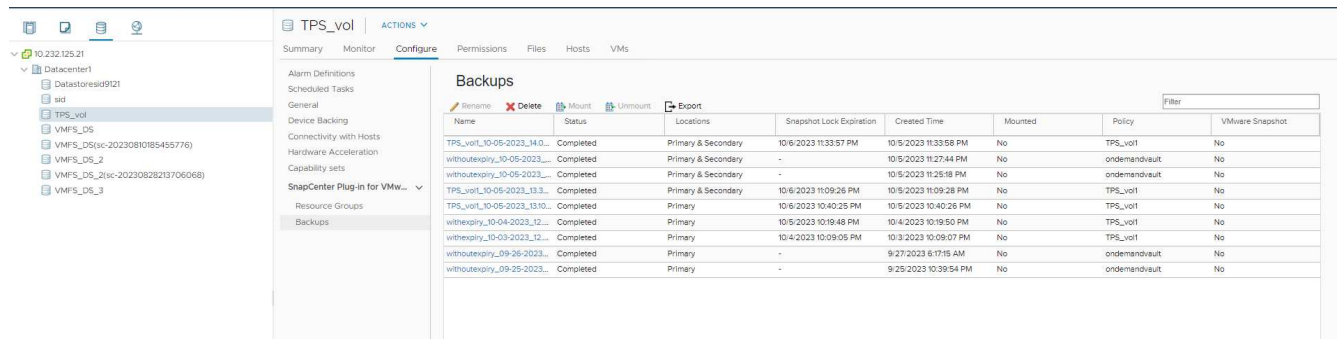 TPS_vol ACTIONS
Summary Monitor Configure Permissions Files Hosts VMs
10.232.125.21
Datacenter1
Datastoresid9121
sid
TPS_vol
VMFS_DS
VMFS_DS(sc-20230810185455776)
VMFS_DS_2
VMFS_DS_2(sc-20230828213706068)
VMFS_DS_3
Alarm Definitions
Scheduled Tasks
General
Device Backing
Connectivity with Hosts
Hardware Acceleration
Capability sets
SnapCenter Plug-in for VMw...
Resource Groups
Backups
Backups
Rename Delete Mount Unmount Export Filter
Name Status Locations Snapshot Lock Expiration Created Time Mounted Policy VMware Snapshot
TPS_vol1_10-05-2023_14.0... Completed Primary & Secondary 10/6/2023 11:33:57 PM 10/5/2023 11:33:58 PM No TPS_vol1 No
withoutexpiry_10-05-2023_... Completed Primary & Secondary - 10/5/2023 11:27:44 PM No ondemandvault No
withoutexpiry_10-05-2023_... Completed Primary & Secondary - 10/5/2023 11:25:18 PM No ondemandvault No
TPS_vol1_10-05-2023_13.3... Completed Primary & Secondary 10/6/2023 11:09:26 PM 10/5/2023 11:09:28 PM No TPS_vol1 No
TPS_vol1_10-05-2023_13.10... Completed Primary 10/6/2023 10:40:25 PM 10/5/2023 10:40:26 PM No TPS_vol1 No
withexpiry_10-04-2023_12.... Completed Primary 10/5/2023 10:19:48 PM 10/4/2023 10:19:50 PM No TPS_vol1 No
withexpiry_10-03-2023_12.... Completed Primary 10/4/2023 10:09:05 PM 10/3/2023 10:09:07 PM No TPS_vol1 No
withoutexpiry_09-26-2023... Completed Primary - 9/27/2023 6:17:15 AM No ondemandvault No
withoutexpiry_09-25-2023... Completed Primary - 9/25/2023 10:39:54 PM No ondemandvault No